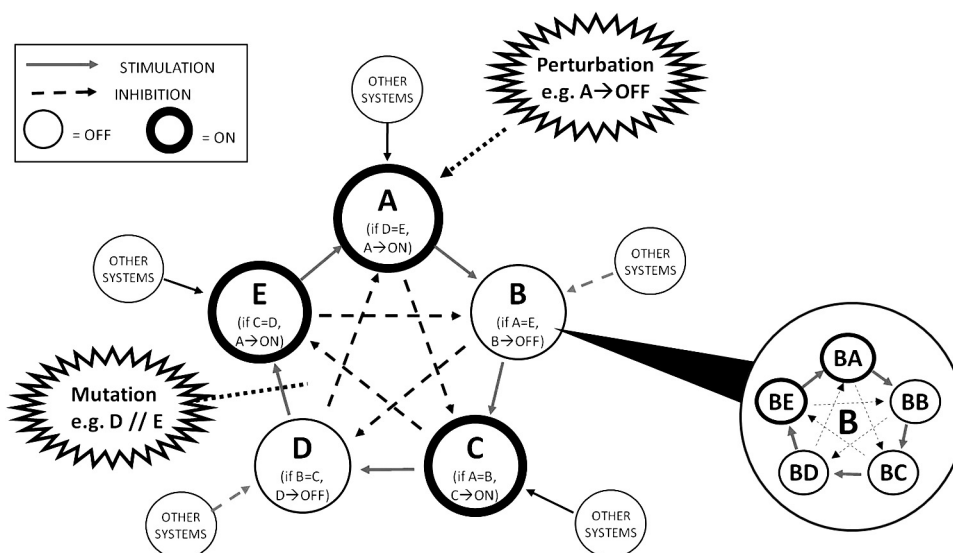 STIMULATION
INHIBITION
= OFF
= ON
OTHER
SYSTEMS
Perturbation
e.g. A→OFF
A
(if D=E,
A→ON)
OTHER
SYSTEMS
E
(if C=D,
A→ON)
B
(if A=E,
B→OFF)
OTHER
SYSTEMS
Mutation
e.g. D // E
D
(if B=C,
D→OFF)
C
(if A=B,
C→ON)
OTHER
SYSTEMS
OTHER
SYSTEMS
BA
BE
BB
B
BD
BC